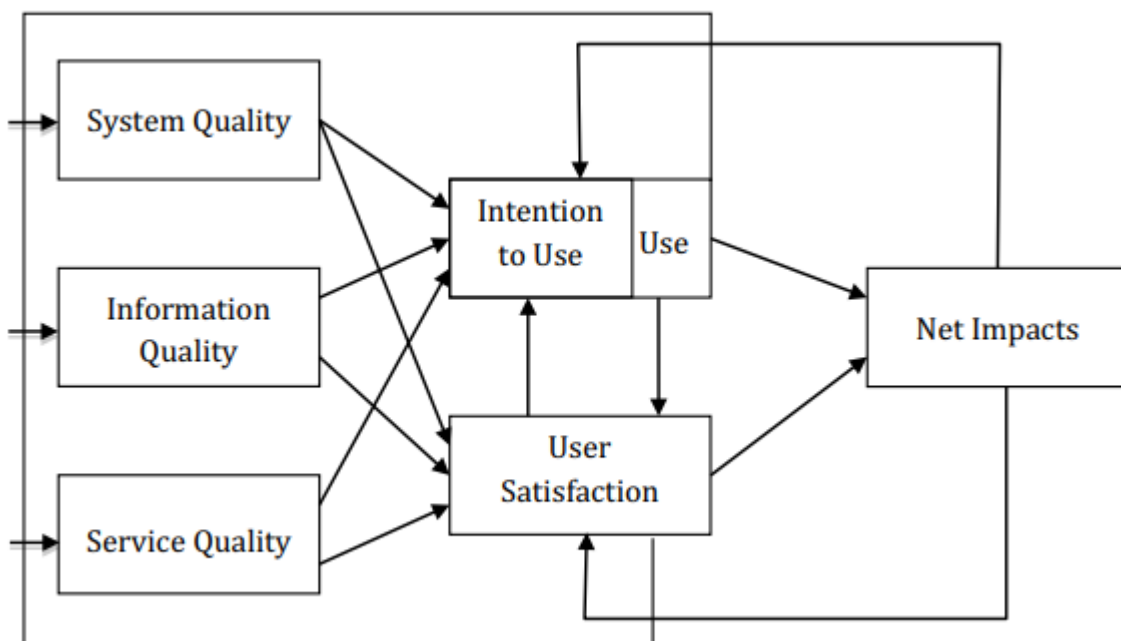 System Quality
Intention
to Use
Use
Information
Quality
Net Impacts
User
Satisfaction
Service Quality